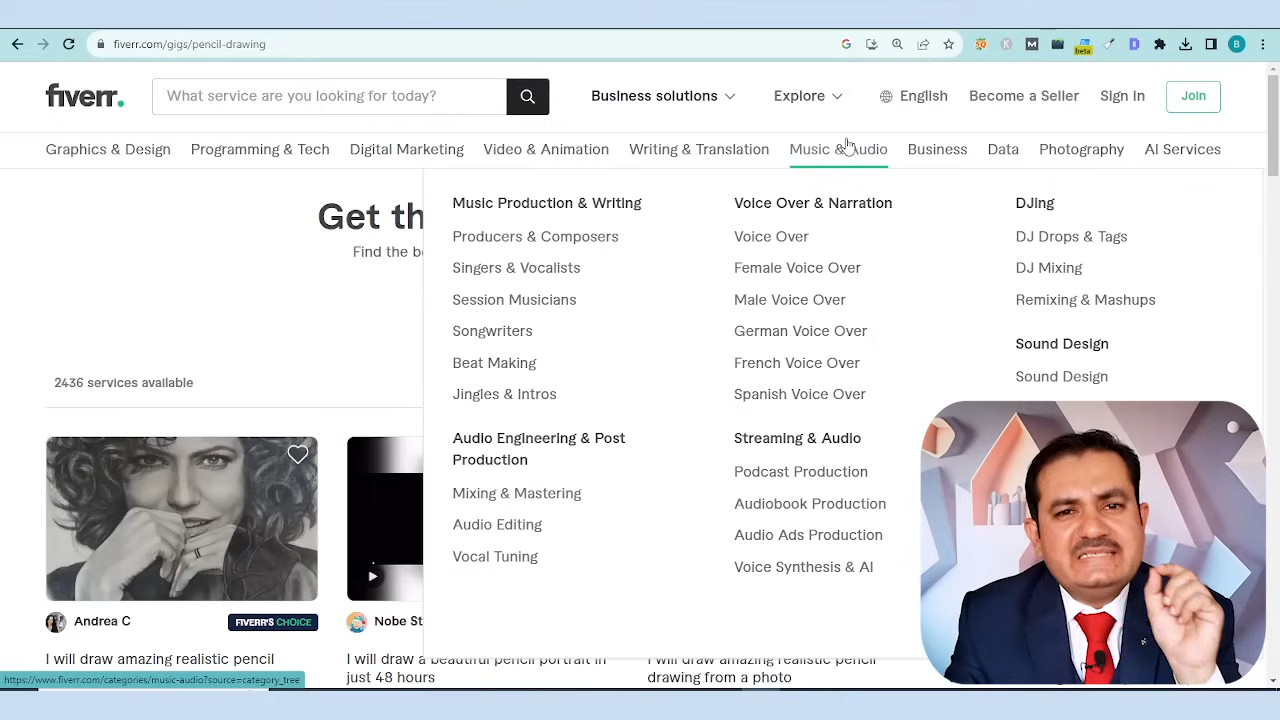 fiverr.com/gigs/pencil-drawing
beta
B
fiverr.
What service are you looking for today?
Business solutions
Explore
English
Become a Seller
Sign In
Join
Graphics & Design
Programming & Tech
Digital Marketing
Video & Animation
Writing & Translation
Music & Audio
Business
Data
Photography
AI Services
Get th
Find the be
2436 services available
Music Production & Writing
Producers & Composers
Singers & Vocalists
Session Musicians
Songwriters
Beat Making
Jingles & Intros
Audio Engineering & Post
Production
Mixing & Mastering
Audio Editing
Vocal Tuning
Voice Over & Narration
Voice Over
Female Voice Over
Male Voice Over
German Voice Over
French Voice Over
Spanish Voice Over
Streaming & Audio
Podcast Production
Audiobook Production
Audio Ads Production
Voice Synthesis & AI
DJing
DJ Drops & Tags
DJ Mixing
Remixing & Mashups
Sound Design
Sound Design
Andrea C
FIVERR'S CHOICE
I will draw amazing realistic pencil
Nobe St
I will draw a beautiful pencil portrait in
just 48 hours
I will draw amazing realistic pencil
drawing from a photo
https://www.fiverr.com/categories/music-audio?source=category_tree